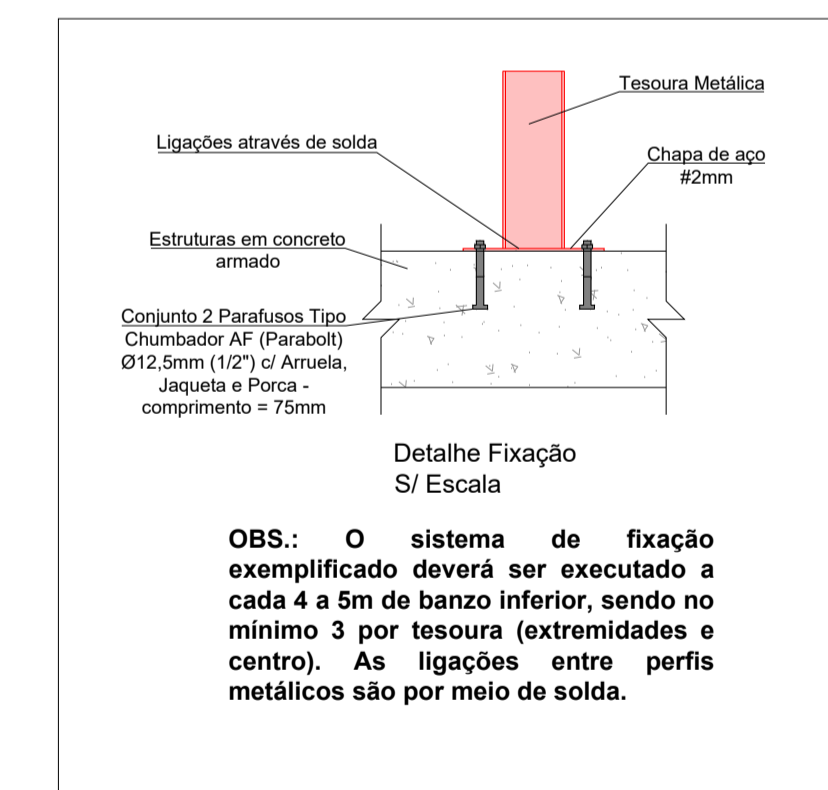 Tesoura Metálica
Ligações através de solda
Chapa de aço
#2mm
Estruturas em concreto
armado
Conjunto 2 Parafusos Tipo
Chumbador AF (Parabolt)
Ø12,5mm (1/2") c/ Arruela,
Jaqueta e Porca -
comprimento = 75mm
Detalhe Fixação
S/ Escala
OBS.: O sistema de fixação
exemplificado deverá ser executado a
cada 4 a 5m de banzo inferior, sendo no
mínimo 3 por tesoura (extremidades e
centro). As ligações entre perfis
metálicos são por meio de solda.